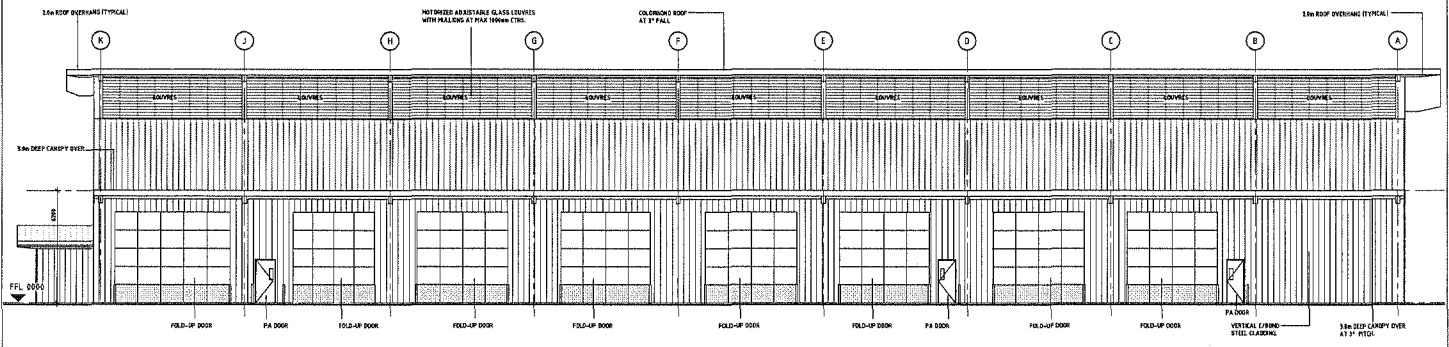 2.0m ROOF OVERHANG (TYPICAL)
MOTORIZED ADJUSTABLE GLASS LOUVRES
WITH MULLIONS AT MAX 1000mm CTRS.
COLORBOND ROOF
AT 3° FALL
2.0m ROOF OVERHANG (TYPICAL)
K J H G F E D C B A
LOUVRES LOUVRES LOUVRES LOUVRES LOUVRES LOUVRES LOUVRES LOUVRES LOUVRES
DEEP CANOPY OVER
FFL 0000
FOLD-UP DOOR PA DOOR FOLD-UP DOOR FOLD-UP DOOR FOLD-UP DOOR FOLD-UP DOOR FOLD-UP DOOR PA DOOR FOLD-UP DOOR FOLD-UP DOOR
PA DOOR
VERTICAL C/BOND
STEEL CLADDING.
DEEP CANOPY OVER
AT 3° PITCH.